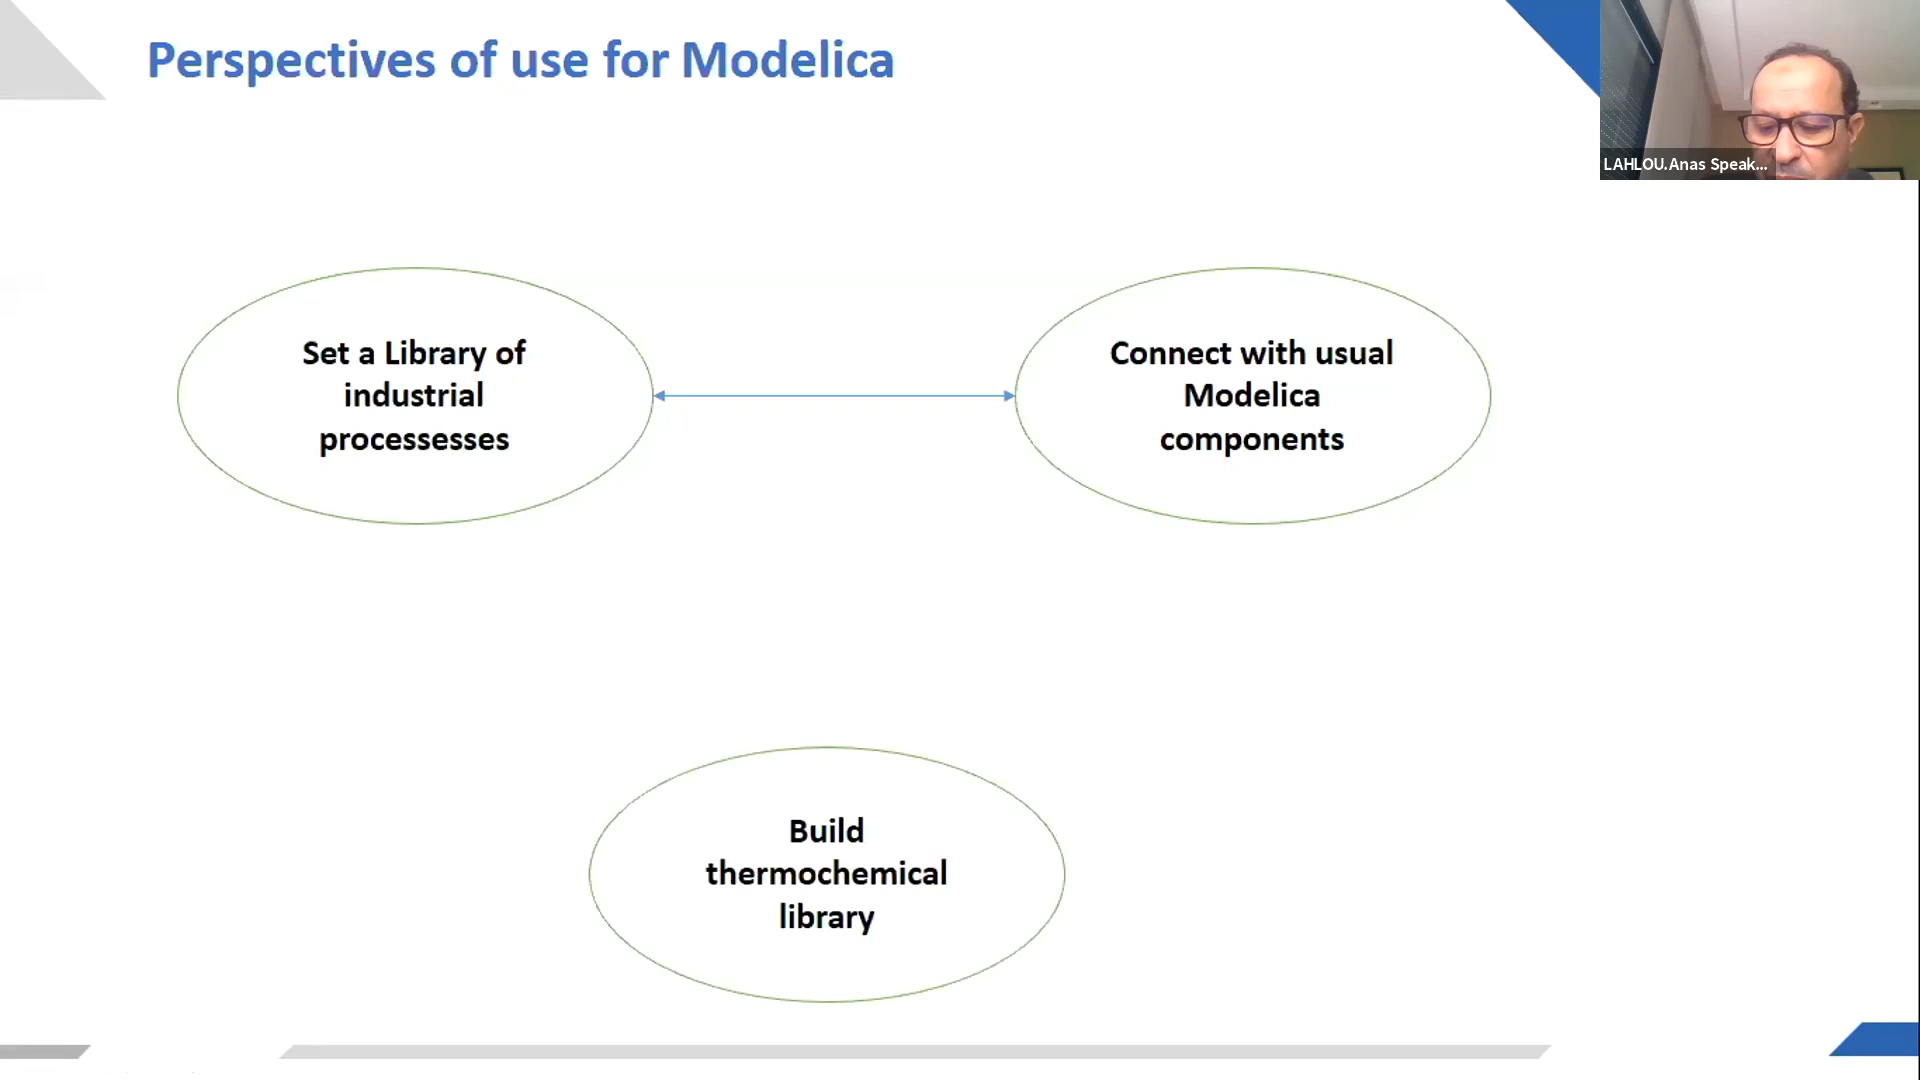 Perspectives of use for Modelica
LAHLOU.Anas Speak...
Set a Library of
industrial
processesses
Connect with usual
Modelica
components
Build
thermochemical
library